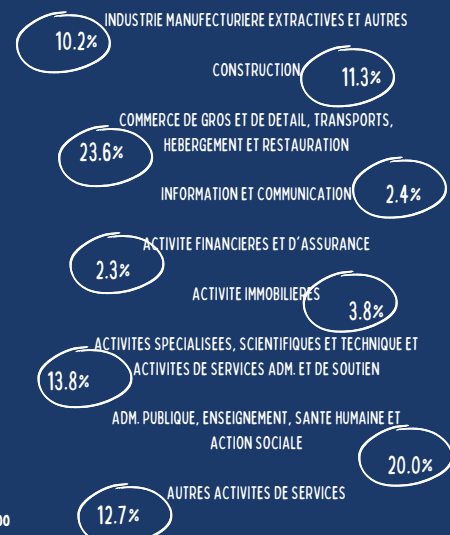 INDUSTRIE MANUFECTURIERE EXTRACTIVES ET AUTRES
10.2%
CONSTRUCTION
11.3%
COMMERCE DE GROS ET DE DETAIL, TRANSPORTS,
HEBERGEMENT ET RESTAURATION
23.6%
INFORMATION ET COMMUNICATION
2.4%
ACTIVITE FINANCIERES ET D'ASSURANCE
2.3%
ACTIVITE IMMOBILIERES
3.8%
ACTIVITES SPECIALISEES, SCIENTIFIQUES ET TECHNIQUE ET
ACTIVITES DE SERVICES ADM. ET DE SOUTIEN
13.8%
ADM. PUBLIQUE, ENSEIGNEMENT, SANTE HUMAINE ET
ACTION SOCIALE
20.0%
AUTRES ACTIVITES DE SERVICES
12.7%